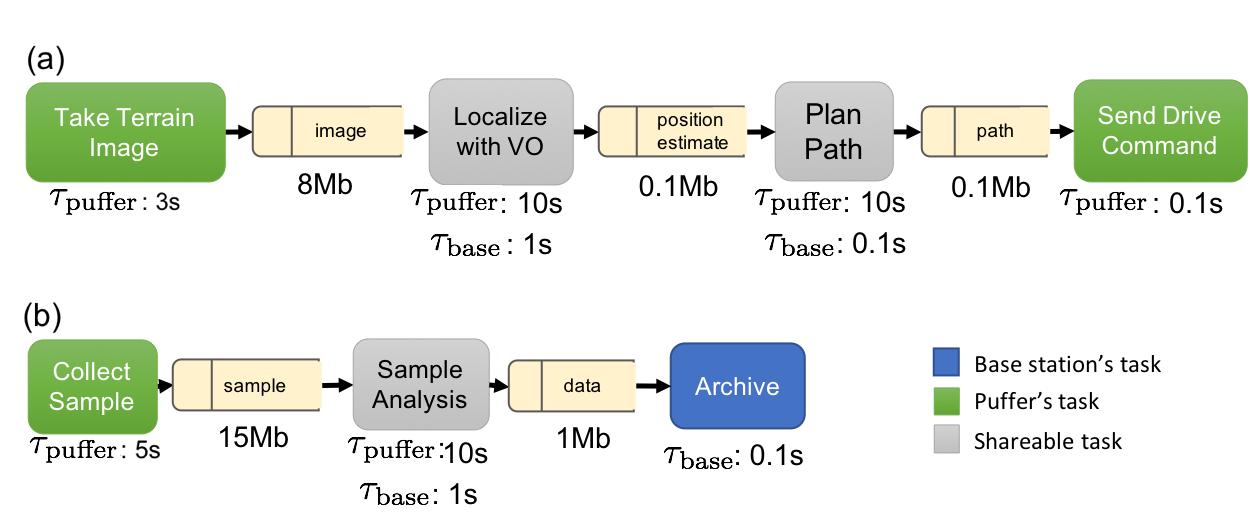 (a)
Take Terrain
Image
image
Localize
with VO
position
estimate
Plan
Path
path
Send Drive
Command
8Mb
0.1Mb
0.1Mb
τpuffer : 3s
τpuffer : 10s
τbase : 1s
τpuffer : 10s
τbase : 0.1s
τpuffer : 0.1s
(b)
Collect
Sample
sample
Sample
Analysis
data
Archive
15Mb
1Mb
τpuffer : 5s
τpuffer :10s
τbase : 1s
τbase : 0.1s
Base station’s task
Puffer’s task
Shareable task